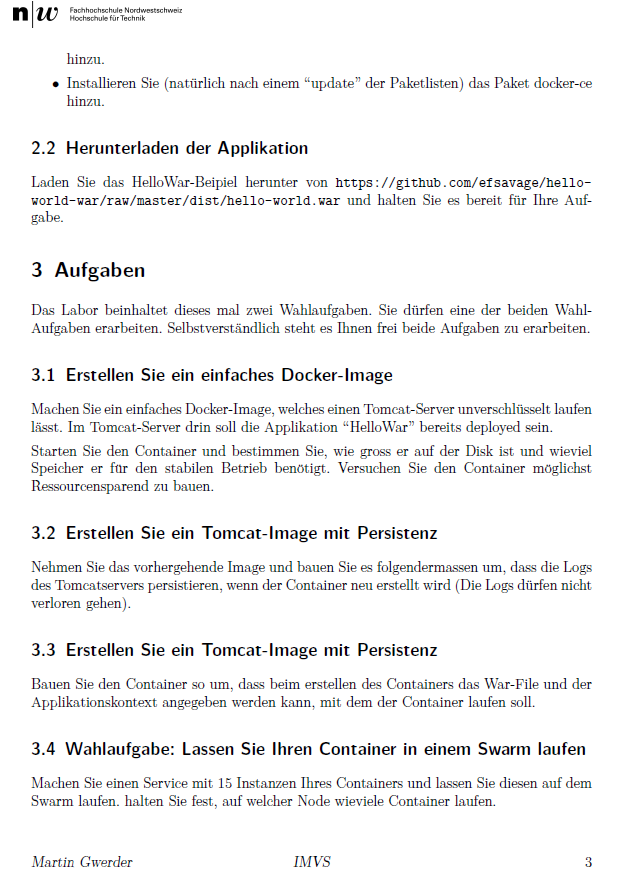 n|w Fachhochschule Nordwestschweiz
Hochschule für Technik
hinzu.
• Installieren Sie (natürlich nach einem “update” der Paketlisten) das Paket docker-ce
hinzu.
2.2 Herunterladen der Applikation
Laden Sie das HelloWar-Beipiel herunter von https://github.com/efsavage/hello-
world-war/raw/master/dist/hello-world.war und halten Sie es bereit für Ihre Auf-
gabe.
3 Aufgaben
Das Labor beinhaltet dieses mal zwei Wahlaufgaben. Sie dürfen eine der beiden Wahl-
Aufgaben erarbeiten. Selbstverständlich steht es Ihnen frei beide Aufgaben zu erarbeiten.
3.1 Erstellen Sie ein einfaches Docker-Image
Machen Sie ein einfaches Docker-Image, welches einen Tomcat-Server unverschlüsselt laufen
lässt. Im Tomcat-Server drin soll die Applikation “HelloWar” bereits deployed sein.
Starten Sie den Container und bestimmen Sie, wie gross er auf der Disk ist und wieviel
Speicher er für den stabilen Betrieb benötigt. Versuchen Sie den Container möglichst
Ressourcensparend zu bauen.
3.2 Erstellen Sie ein Tomcat-Image mit Persistenz
Nehmen Sie das vorhergehende Image und bauen Sie es folgendermassen um, dass die Logs
des Tomcatservers persistieren, wenn der Container neu erstellt wird (Die Logs dürfen nicht
verloren gehen).
3.3 Erstellen Sie ein Tomcat-Image mit Persistenz
Bauen Sie den Container so um, dass beim erstellen des Containers das War-File und der
Applikationskontext angegeben werden kann, mit dem der Container laufen soll.
3.4 Wahlaufgabe: Lassen Sie Ihren Container in einem Swarm laufen
Machen Sie einen Service mit 15 Instanzen Ihres Containers und lassen Sie diesen auf dem
Swarm laufen. halten Sie fest, auf welcher Node wieviele Container laufen.
Martin Gwerder IMVS 3